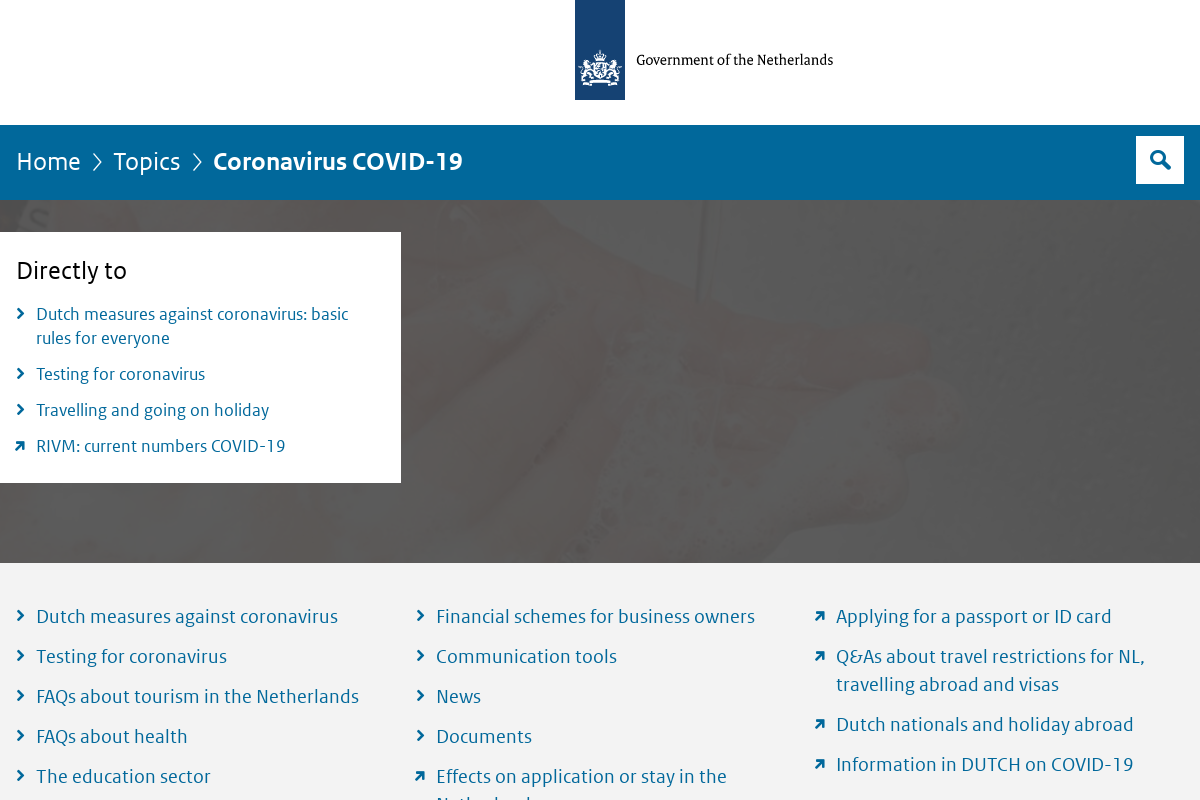 Government of the Netherlands
Home
Topics
Coronavirus COVID-19
Directly to
Dutch measures against coronavirus: basic
rules for everyone
Testing for coronavirus
Travelling and going on holiday
RIVM: current numbers COVID-19
Dutch measures against coronavirus
Testing for coronavirus
FAQs about tourism in the Netherlands
FAQs about health
The education sector
Financial schemes for business owners
Communication tools
News
Documents
Effects on application or stay in the
Applying for a passport or ID card
Q&As about travel restrictions for NL,
travelling abroad and visas
Dutch nationals and holiday abroad
Information in DUTCH on COVID-19